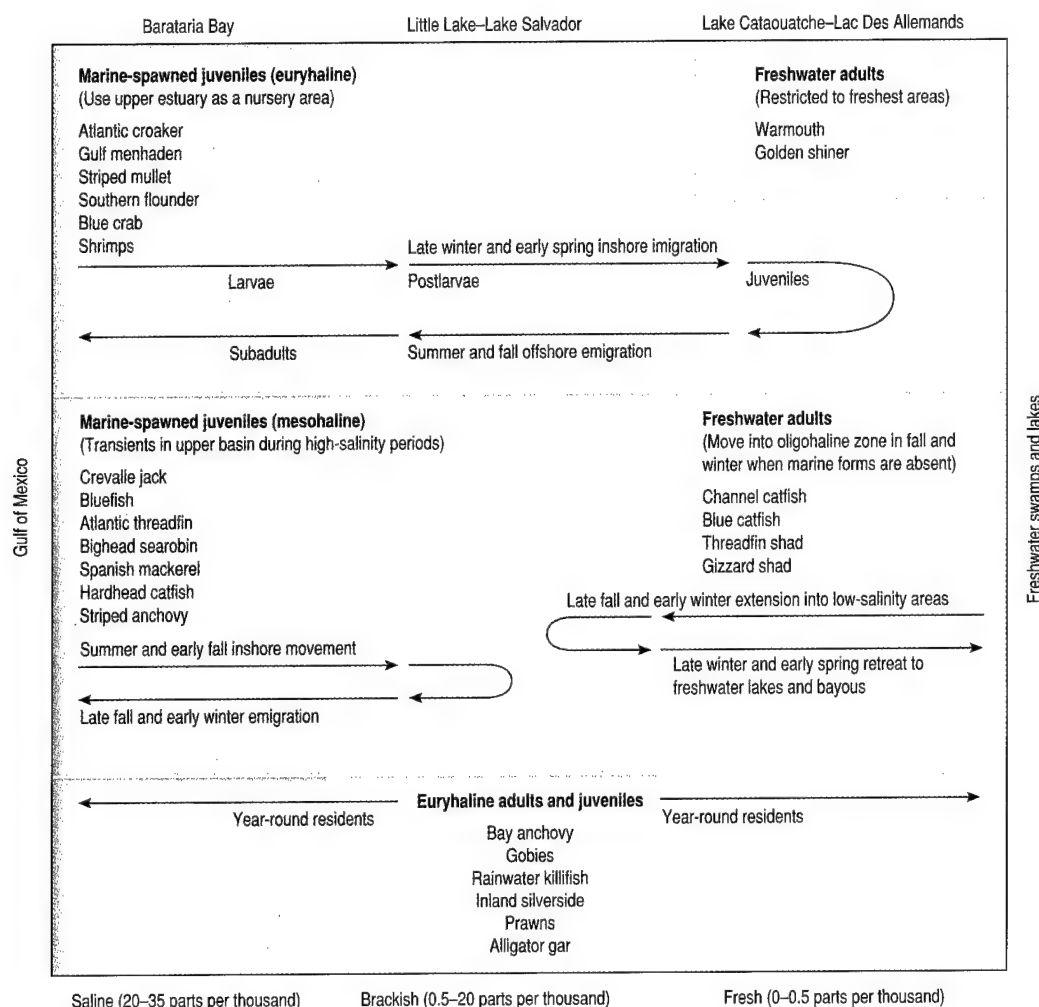 Barataria Bay
Little Lake–Lake Salvador
Lake Cataouatche–Lac Des Allemands
Marine-spawned juveniles (euryhaline)
(Use upper estuary as a nursery area)
Atlantic croaker
Gulf menhaden
Striped mullet
Southern flounder
Blue crab
Shrimps
Freshwater adults
(Restricted to freshest areas)
Warmouth
Golden shiner
Late winter and early spring inshore imigration
Larvae
Postlarvae
Juveniles
Subadults
Summer and fall offshore emigration
Marine-spawned juveniles (mesohaline)
(Transients in upper basin during high-salinity periods)
Crevalle jack
Bluefish
Atlantic threadfin
Bighead searobin
Spanish mackerel
Hardhead catfish
Striped anchovy
Summer and early fall inshore movement
Late fall and early winter emigration
Freshwater adults
(Move into oligohaline zone in fall and
winter when marine forms are absent)
Channel catfish
Blue catfish
Threadfin shad
Gizzard shad
Late fall and early winter extension into low-salinity areas
Late winter and early spring retreat to
freshwater lakes and bayous
Gulf of Mexico
Freshwater swamps and lakes
Euryhaline adults and juveniles
Year-round residents
Year-round residents
Bay anchovy
Gobies
Rainwater killifish
Inland silverside
Prawns
Alligator gar
Saline (20–35 parts per thousand)
Brackish (0.5–20 parts per thousand)
Fresh (0–0.5 parts per thousand)